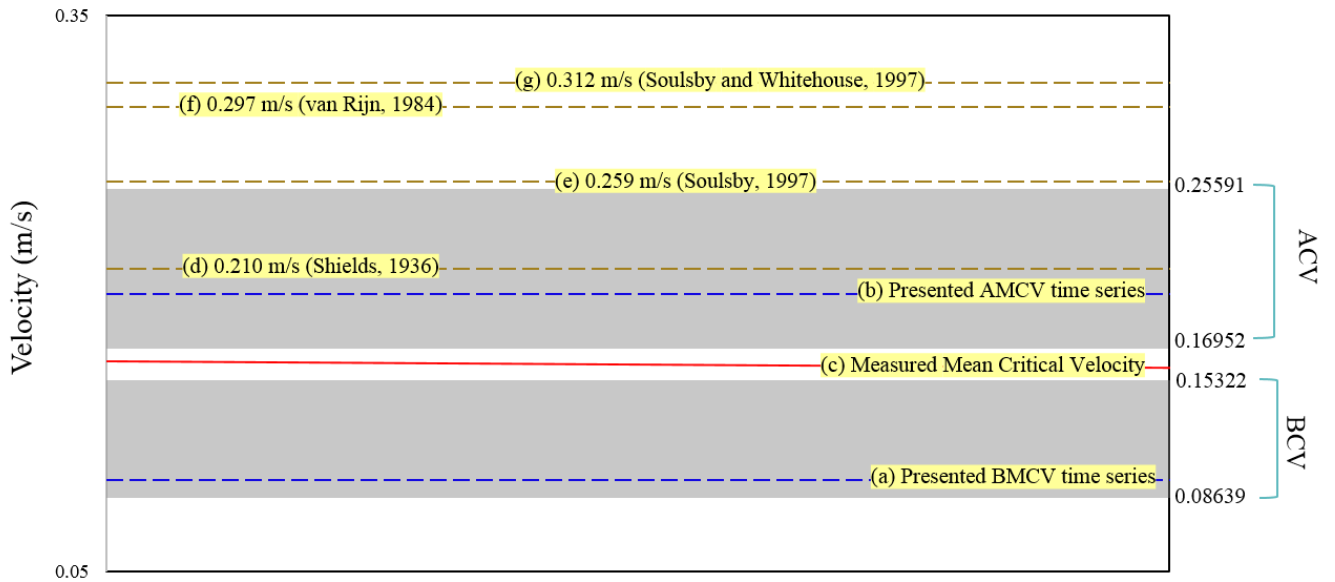 0.35
(g) 0.312 m/s (Soulsby and Whitehouse, 1997)
(f) 0.297 m/s (van Rijn, 1984)
(e) 0.259 m/s (Soulsby, 1997)
0.25591
(d) 0.210 m/s (Shields, 1936)
(b) Presented AMCV time series
ACV
0.16952
Velocity (m/s)
(c) Measured Mean Critical Velocity
0.15322
BCV
(a) Presented BMCV time series
0.08639
0.05